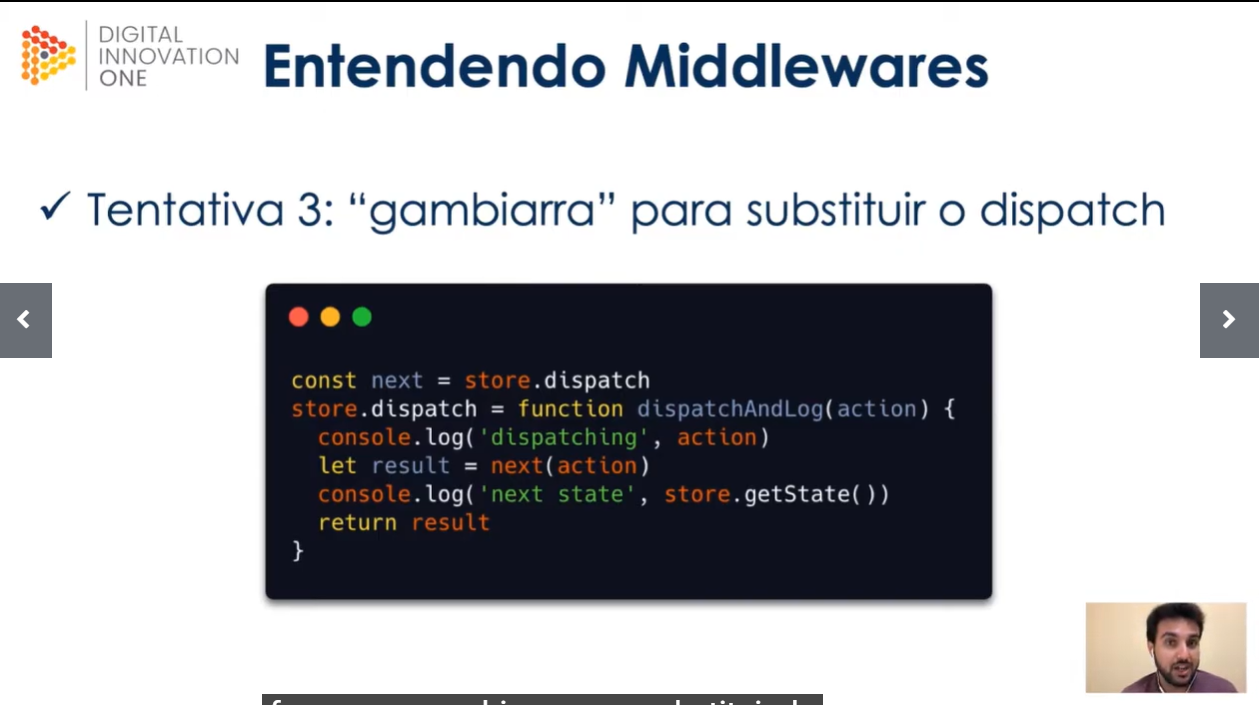 DIGITAL
INNOVATION
ONE
Entendendo Middlewares
✓ Tentativa 3: “gambiarra” para substituir o dispatch
const next = store.dispatch
store.dispatch = function dispatchAndLog(action) {
  console.log('dispatching', action)
  let result = next(action)
  console.log('next state', store.getState())
  return result
}